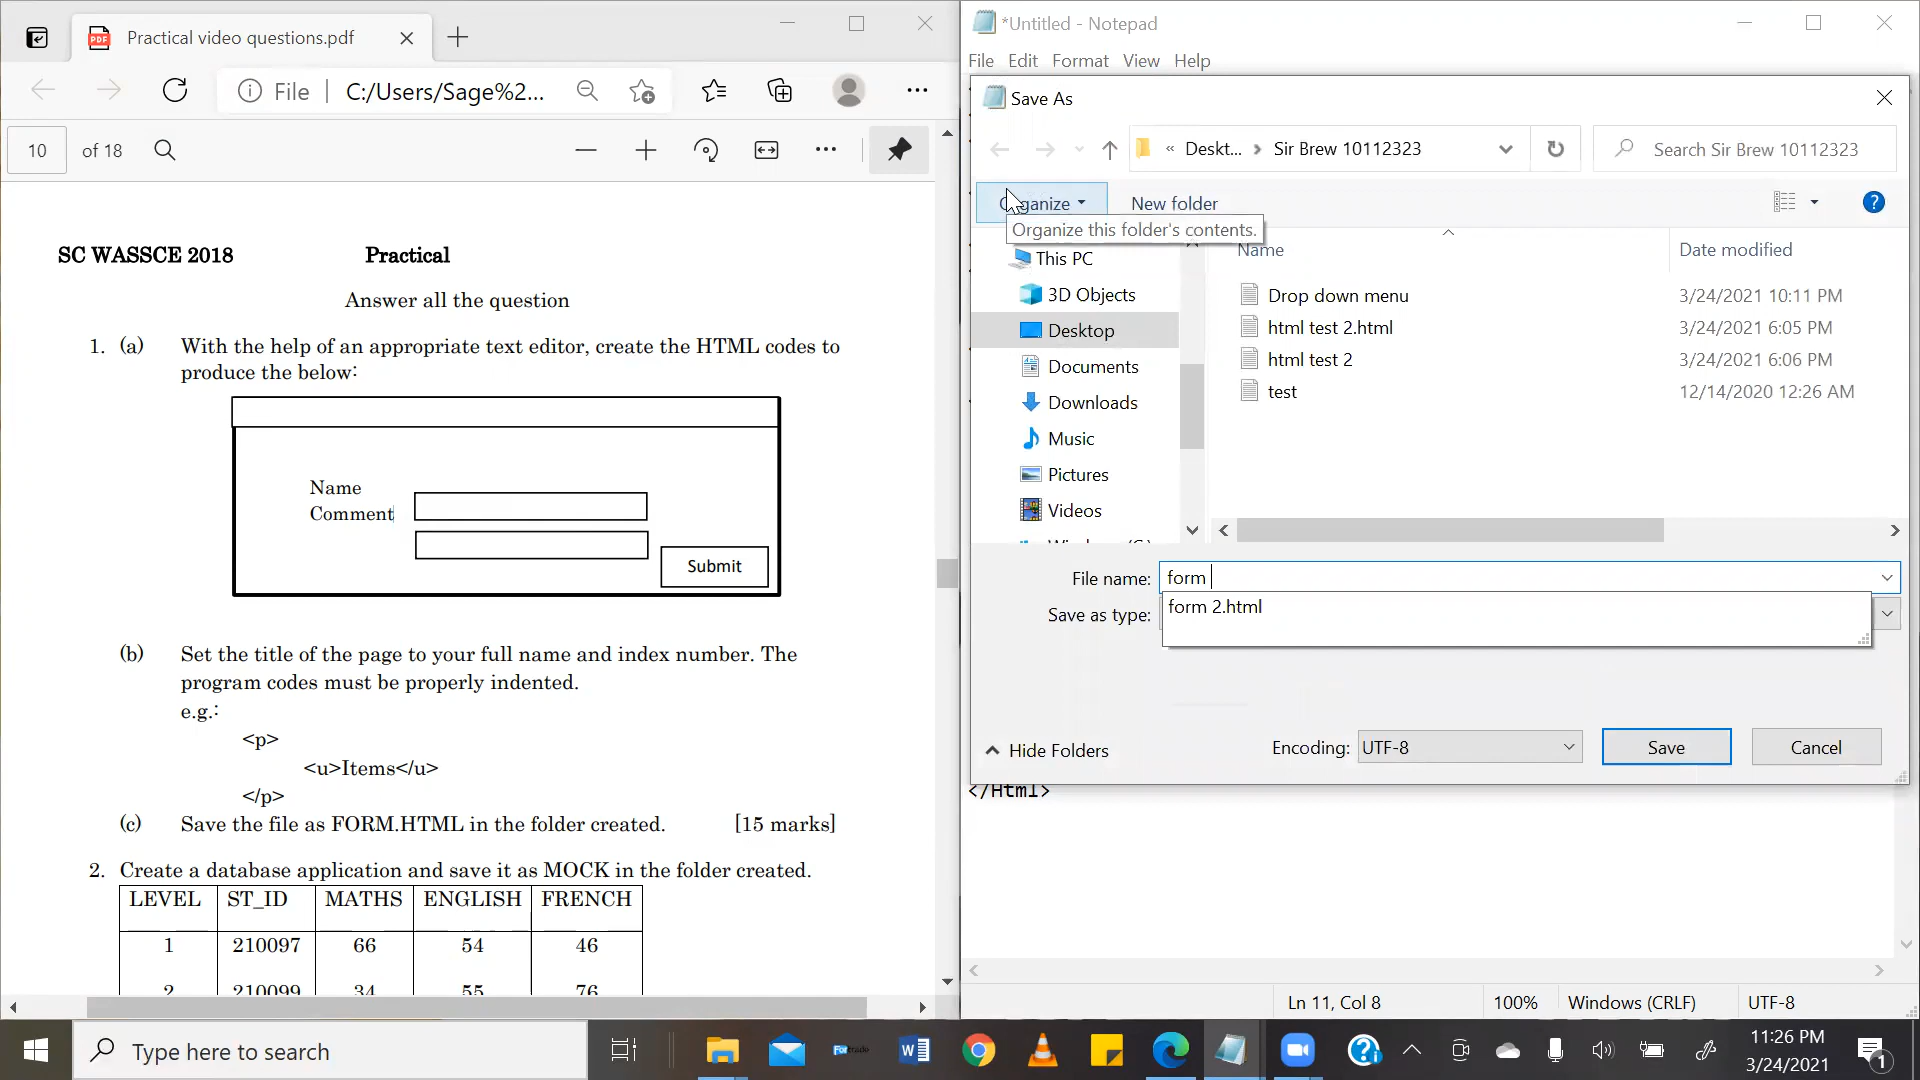 Practical video questions.pdf
File
C:/Users/Sage%2...
10
of 18
SC WASSCE 2018
Practical
Answer all the question
1. (a) With the help of an appropriate text editor, create the HTML codes to
produce the below:
Name
Comment
Submit
(b) Set the title of the page to your full name and index number. The
program codes must be properly indented.
e.g.:
<p>
<u>Items</u>
</p>
(c) Save the file as FORM.HTML in the folder created. [15 marks]
2. Create a database application and save it as MOCK in the folder created.
LEVEL ST_ID MATHS ENGLISH FRENCH
1 210097 66 54 46
2 210099 34 55 76
*Untitled - Notepad
File Edit Format View Help
Save As
« Deskt... › Sir Brew 10112323
Search Sir Brew 10112323
Organize
New folder
Organize this folder's contents.
Name
Date modified
This PC
3D Objects
Desktop
Documents
Downloads
Music
Pictures
Videos
Drop down menu 3/24/2021 10:11 PM
html test 2.html 3/24/2021 6:05 PM
html test 2 3/24/2021 6:06 PM
test 12/14/2020 12:26 AM
File name: form
form 2.html
Save as type:
Hide Folders
Encoding: UTF-8
Save
Cancel
</Html>
Ln 11, Col 8
100%
Windows (CRLF)
UTF-8
Type here to search
11:26 PM
3/24/2021
1